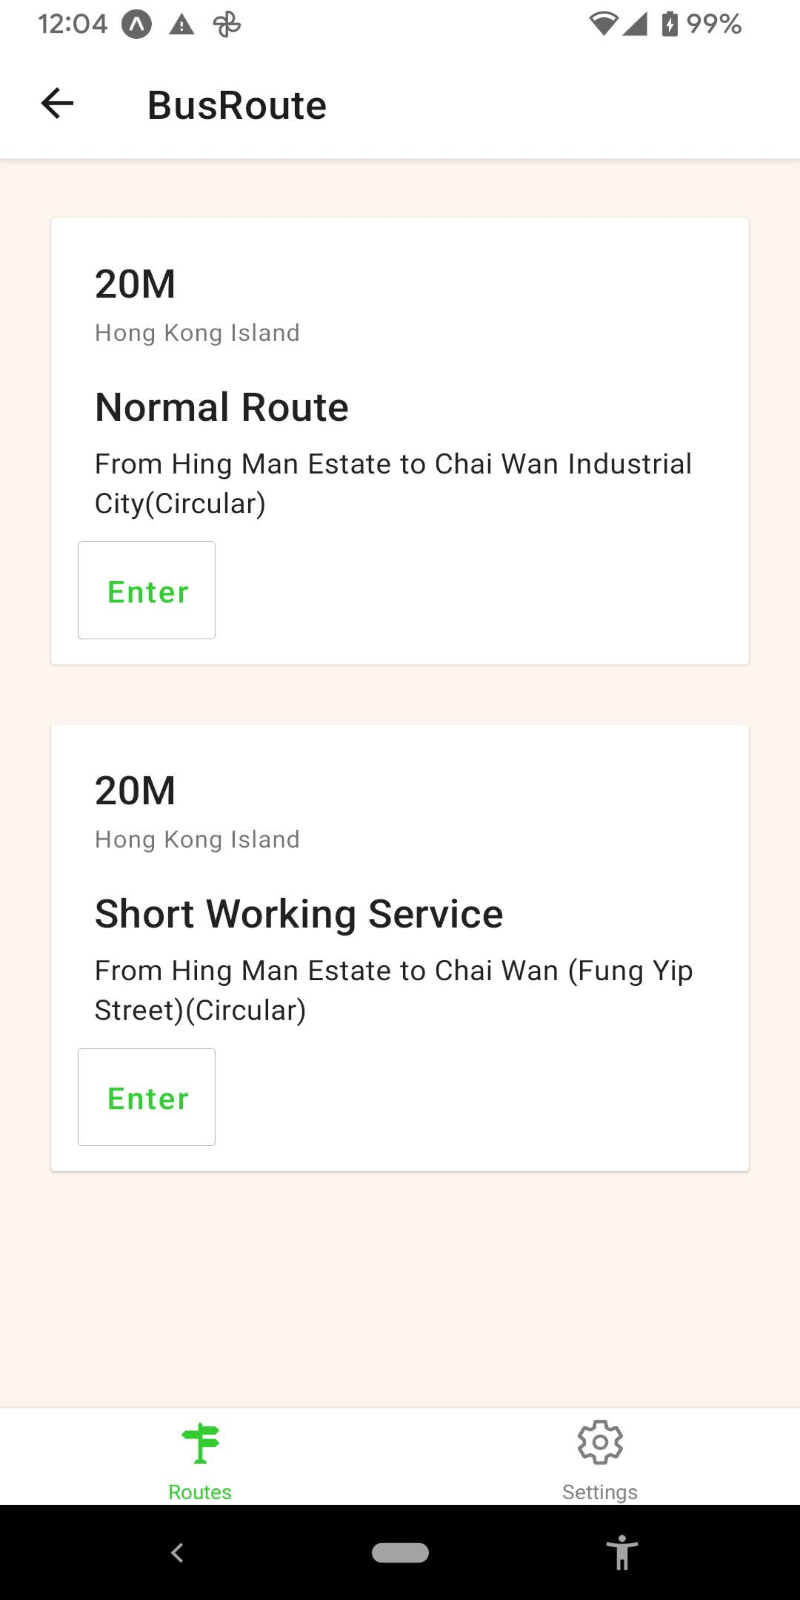 12:04
99%
BusRoute
20M
Hong Kong Island
Normal Route
From Hing Man Estate to Chai Wan Industrial
City(Circular)
Enter
20M
Hong Kong Island
Short Working Service
From Hing Man Estate to Chai Wan (Fung Yip
Street)(Circular)
Enter
Routes
Settings